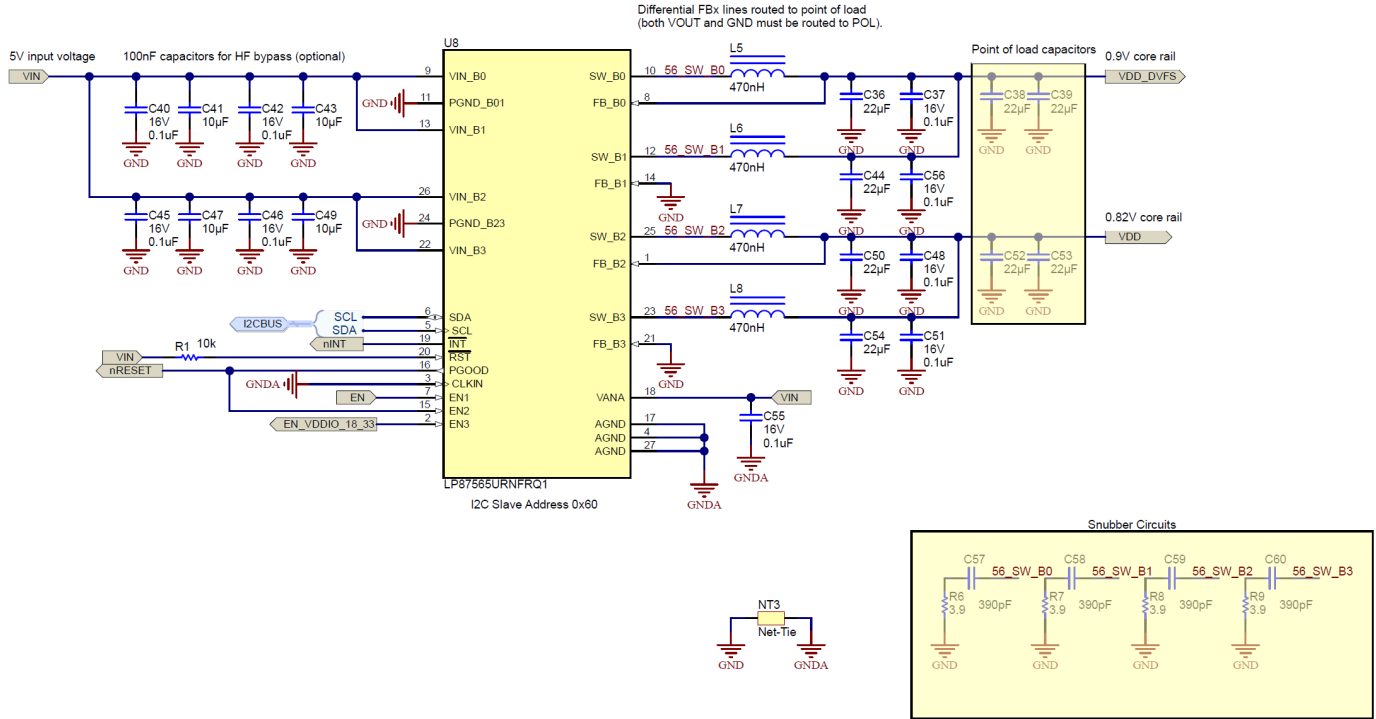 Differential FBx lines routed to point of load
(both VOUT and GND must be routed to POL).
5V input voltage
100nF capacitors for HF bypass (optional)
U8
L5
Point of load capacitors
0.9V core rail
VIN
9 VIN_B0
SW_B0 10 56_SW_B0
470nH
VDD_DVFS
C40 16V 0.1uF
C41 10µF
C42 16V 0.1uF
C43 10µF
GND 11 PGND_B01
FB_B0 8
C36 22µF
C37 16V 0.1uF
C38 22µF
C39 22µF
13 VIN_B1
GND GND GND GND
L6
GND GND GND GND
SW_B1 12 56_SW_B1
470nH
FB_B1 14
GND
C44 22µF
C56 16V 0.1uF
26 VIN_B2
L7
GND GND
0.82V core rail
C45 16V 0.1uF
C47 10µF
C46 16V 0.1uF
C49 10µF
GND 24 PGND_B23
SW_B2 25 56_SW_B2
470nH
VDD
22 VIN_B3
FB_B2 1
C50 22µF
C48 16V 0.1uF
C52 22µF
C53 22µF
GND GND GND GND
L8
GND GND GND GND
I2CBUS
SCL
SDA
6 SDA
5 SCL
SW_B3 23 56_SW_B3
470nH
nINT
19 INT
FB_B3 21
GND
C54 22µF
C51 16V 0.1uF
GND GND
VIN
R1 10k
20 RST
nRESET
16 PGOOD
GNDA
3 CLKIN
EN
7 EN1
VANA 18
VIN
15 EN2
C55 16V 0.1uF
GNDA
EN_VDDIO_18_33
2 EN3
AGND 17
AGND 4
AGND 27
GNDA
LP87565URNFRQ1
I2C Slave Address 0x60
Snubber Circuits
C57 390pF 56_SW_B0
R6 3.9
GND
C58 390pF 56_SW_B1
R7 3.9
GND
C59 390pF 56_SW_B2
R8 3.9
GND
C60 390pF 56_SW_B3
R9 3.9
GND
NT3
Net-Tie
GND
GNDA